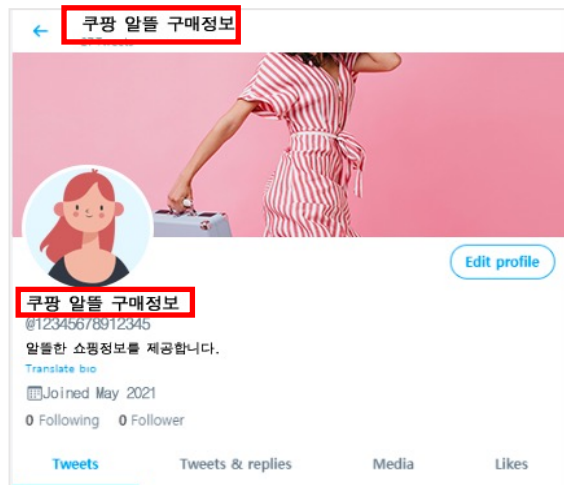 쿠팡 알뜰 구매정보
Edit profile
쿠팡 알뜰 구매정보
@12345678912345
알뜰한 쇼핑정보를 제공합니다.
Translate bio
Joined May 2021
0 Following 0 Follower
Tweets Tweets & replies Media Likes